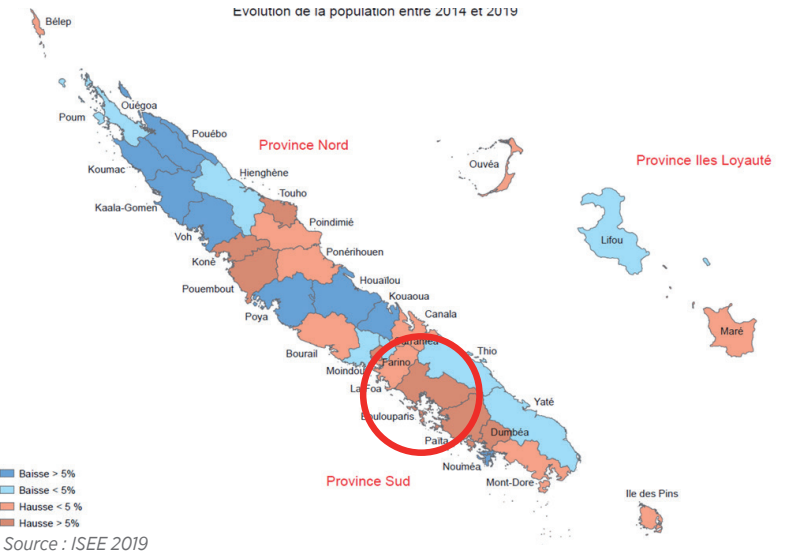 Evolution de la population entre 2014 et 2019
Bélep
Ouégoa
Poum
Pouébo
Province Nord
Koumac
Hienghène
Ouvéa
Province Iles Loyauté
Touho
Kaala-Gomen
Poindimié
Voh
Lifou
Koné
Ponérihouen
Pouembout
Houaïlou
Poya
Kouaoua
Canala
Maré
Sarraméa
Bourail
Farino
Thio
Moindou
La Foa
Yaté
Boulouparis
Dumbéa
Païta
Nouméa
Province Sud
Mont-Dore
Ile des Pins
Baisse > 5%
Baisse < 5%
Hausse < 5 %
Hausse > 5%
Source : ISEE 2019